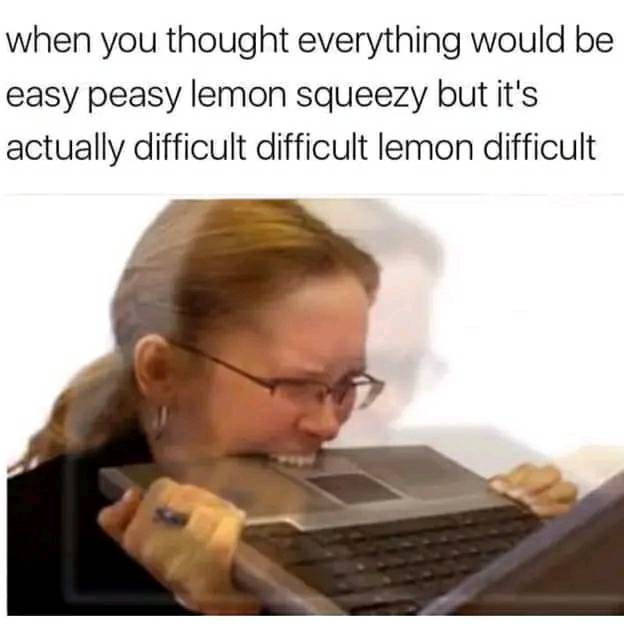 when you thought everything would be
easy peasy lemon squeezy but it's
actually difficult difficult lemon difficult